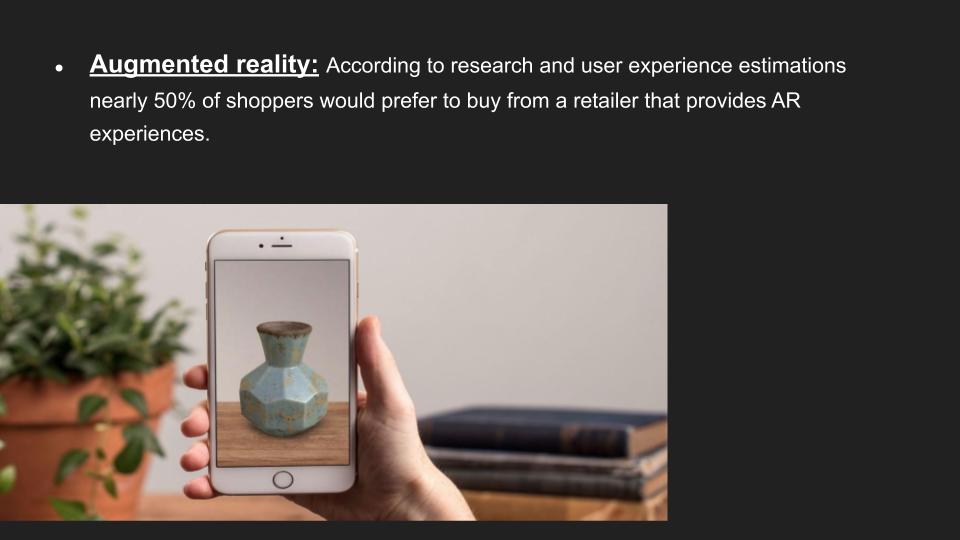 ● Augmented reality: According to research and user experience estimations
nearly 50% of shoppers would prefer to buy from a retailer that provides AR
experiences.